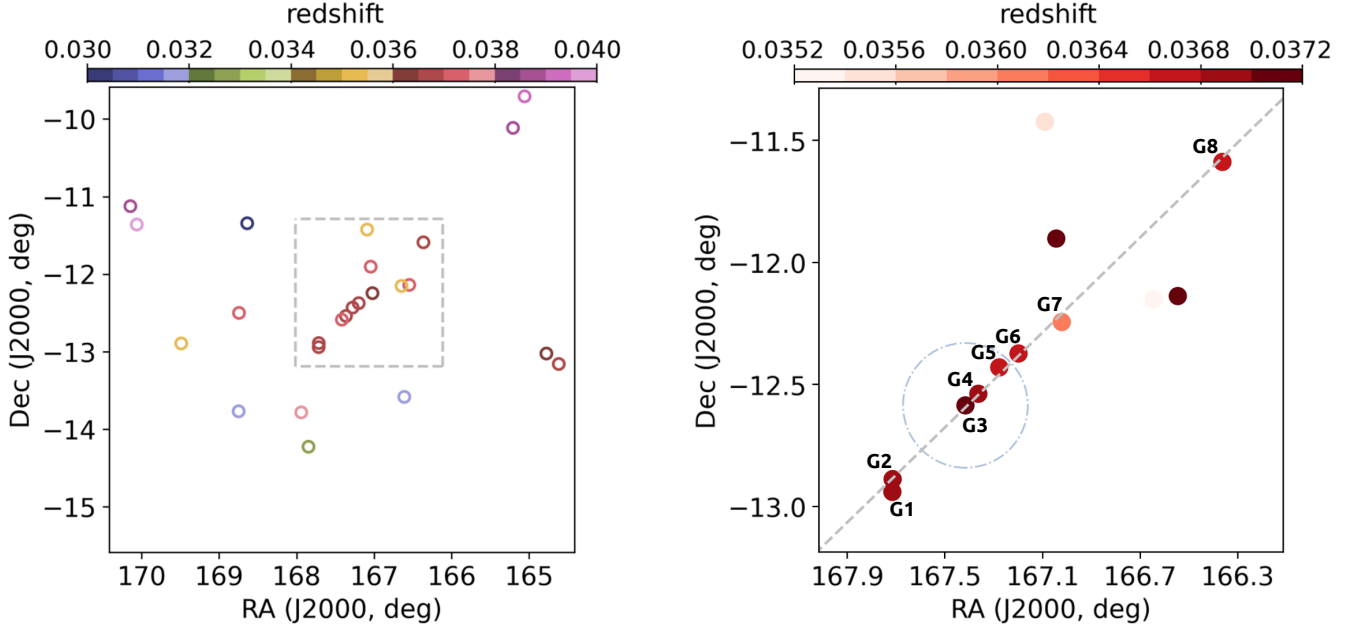 redshift
0.030 0.032 0.034 0.036 0.038 0.040
−10
−11
−12
−13
−14
−15
Dec (J2000, deg)
170 169 168 167 166 165
RA (J2000, deg)
redshift
0.0352 0.0356 0.0360 0.0364 0.0368 0.0372
−11.5
−12.0
−12.5
−13.0
Dec (J2000, deg)
G8
G7
G6
G5
G4
G3
G2
G1
167.9 167.5 167.1 166.7 166.3
RA (J2000, deg)